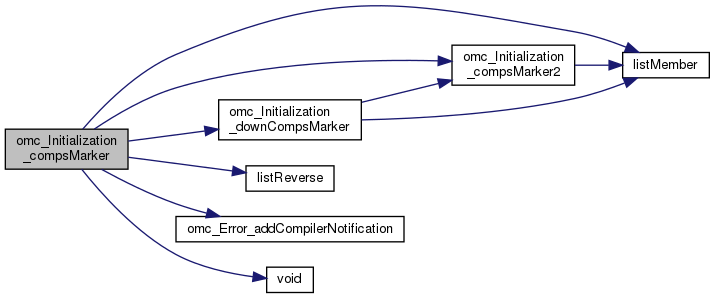 omc_Initialization
_compsMarker
omc_Initialization
_downCompsMarker
omc_Initialization
_compsMarker2
listMember
listReverse
omc_Error_addCompilerNotification
void